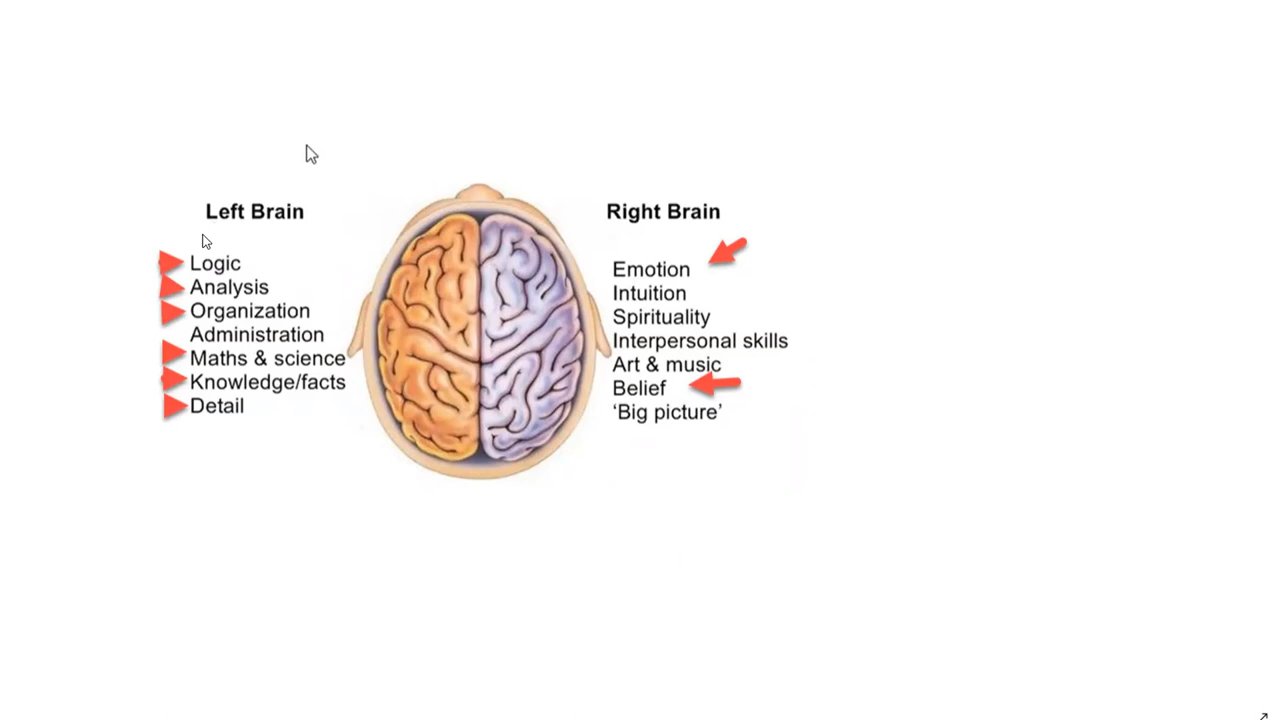 Left Brain
Logic
Analysis
Organization
Administration
Maths & science
Knowledge/facts
Detail
Right Brain
Emotion
Intuition
Spirituality
Interpersonal skills
Art & music
Belief
‘Big picture’